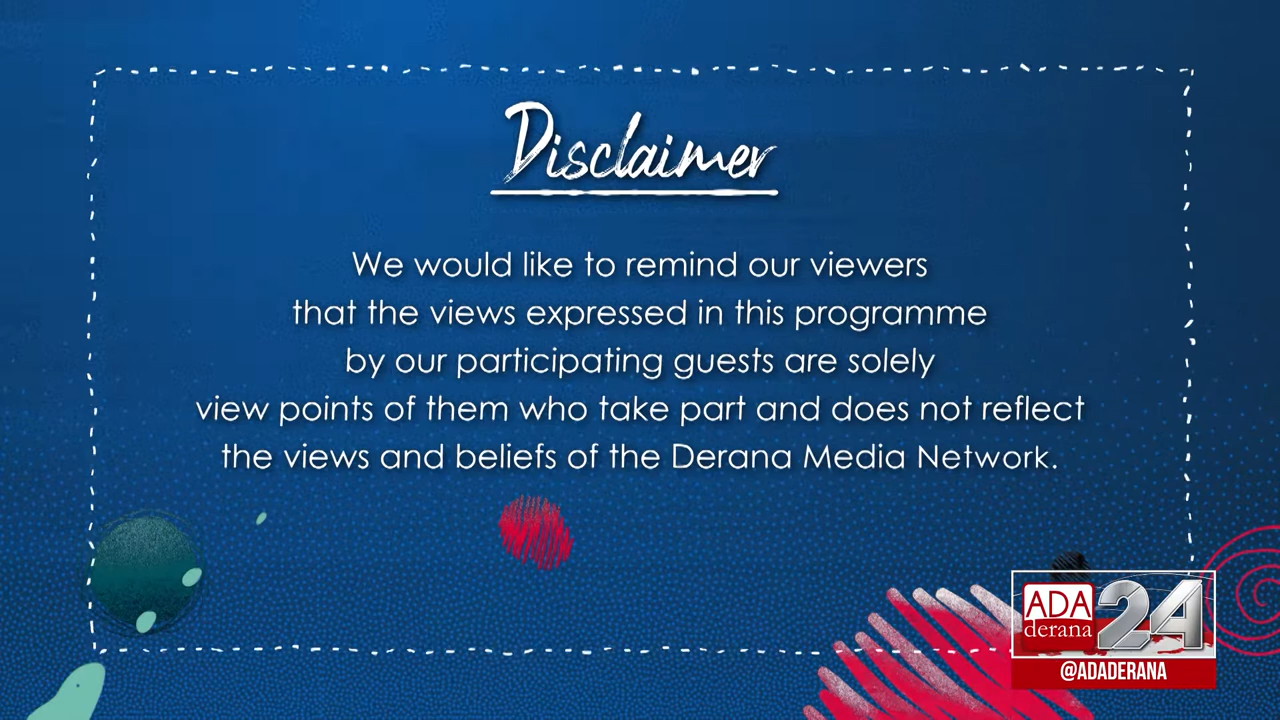 Disclaimer
We would like to remind our viewers
that the views expressed in this programme
by our participating guests are solely
view points of them who take part and does not reflect
the views and beliefs of the Derana Media Network.
ADA
derana
24
@ADADERANA